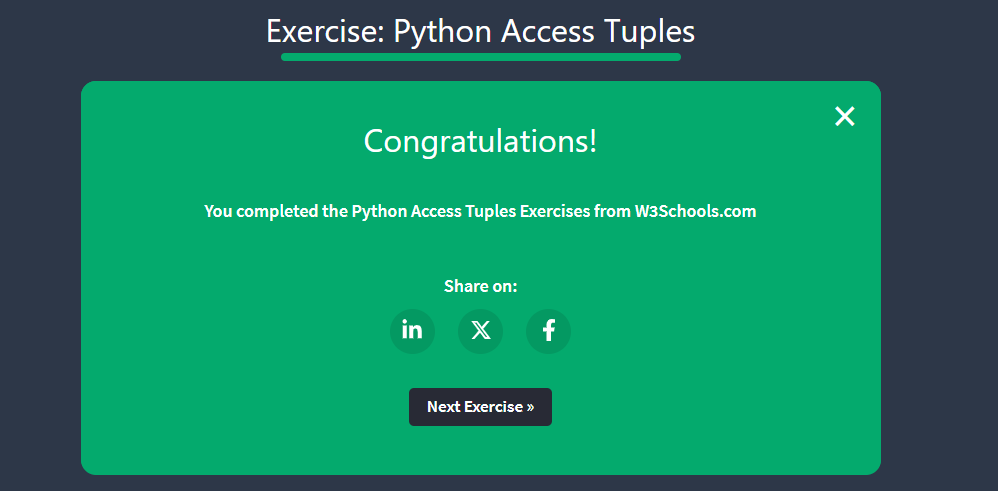 Exercise: Python Access Tuples
Congratulations!
You completed the Python Access Tuples Exercises from W3Schools.com
Share on:
Next Exercise »